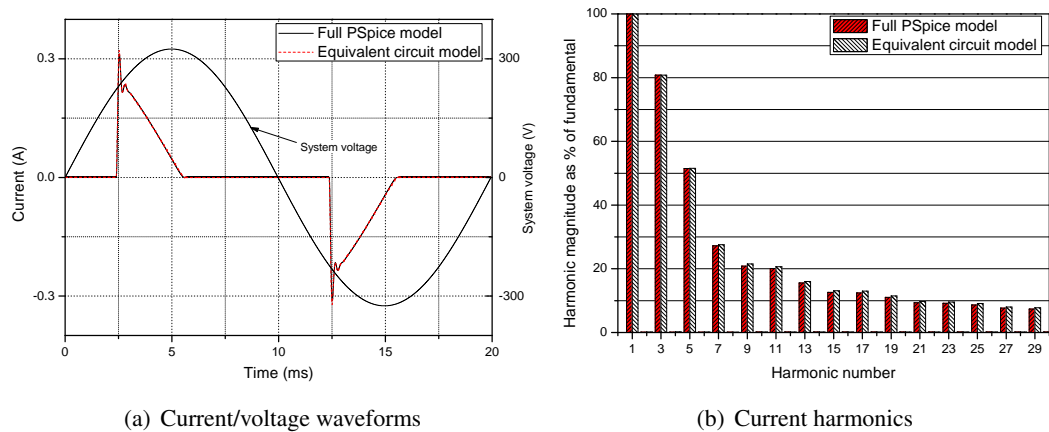 Full PSpice model
Equivalent circuit model
0.3
0.0
-0.3
Current (A)
300
0
-300
System voltage (V)
System voltage
0 5 10 15 20
Time (ms)
(a) Current/voltage waveforms
Full PSpice model
Equivalent circuit model
100
80
60
40
20
0
Harmonic magnitude as % of fundamental
1 3 5 7 9 11 13 15 17 19 21 23 25 27 29
Harmonic number
(b) Current harmonics